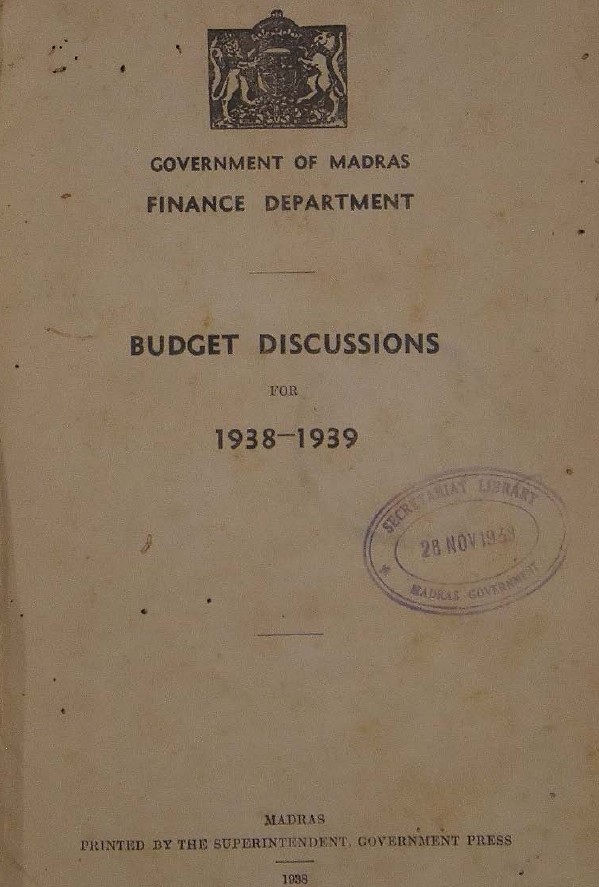 GOVERNMENT OF MADRAS
FINANCE DEPARTMENT
BUDGET DISCUSSIONS
FOR
1938—1939
SECRETARIAT LIBRARY
28 NOV
MADRAS GOVERNMENT
MADRAS
PRINTED BY THE SUPERINTENDENT, GOVERNMENT PRESS
1938